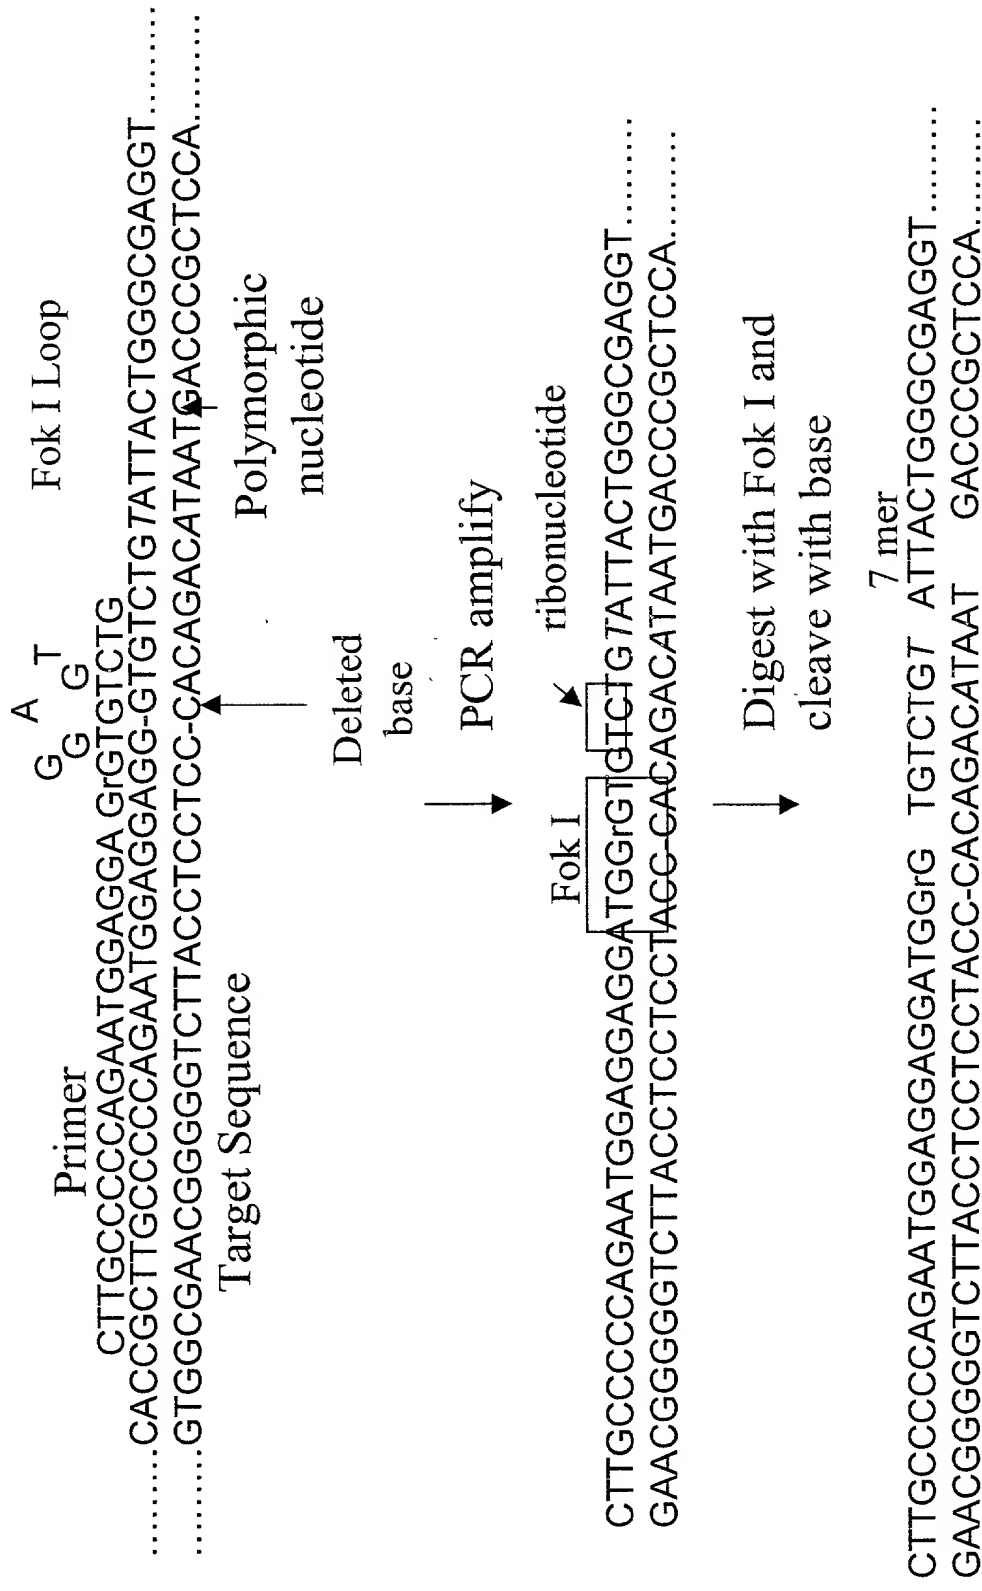 Fok I Loop
A
G T
G G
Primer
CTTGCCCCCAGAATGGAGGA GrGTGTCTG
.........CACCGCTTGCCCCCAGAATGGAGGAGG-GTGTCTGTATTACTGGGCGAGGT..........
.........GTGGCGAACGGGGGTCTTACCTCCTCC-CACAGACATAATGACCCGCTCCA..........
Target Sequence
Deleted
base
Polymorphic
nucleotide
PCR amplify
Fok I
ribonucleotide
CTTGCCCCCAGAATGGAGGAGGATGGrGTGTCTGTATTACTGGGCGAGGT.........
GAACGGGGGTCTTACCTCCTCCTACC-CACAGACATAATGACCCGCTCCA.........
Digest with Fok I and
cleave with base
7 mer
CTTGCCCCCAGAATGGAGGAGGATGGrG TGTCTGT ATTACTGGGCGAGGT.........
GAACGGGGGTCTTACCTCCTCCTACC-CACAGACATAAT GACCCGCTCCA.........